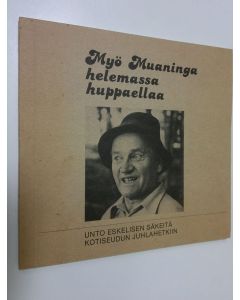 Myö Muaninga
helemassa
huppaellaa
UNTO ESKELISEN SÄKEITÄ
KOTISEUDUN JUHLAHETKIIN